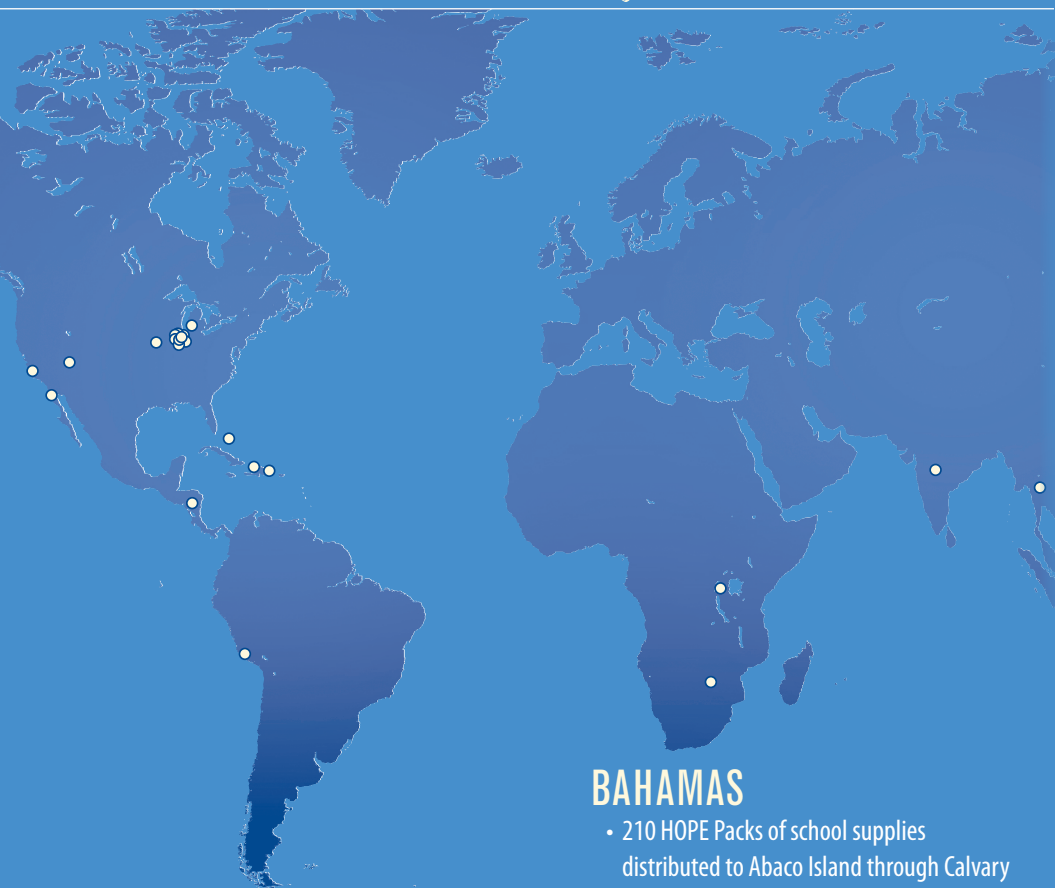 BAHAMAS
• 210 HOPE Packs of school supplies
distributed to Abaco Island through Calvary